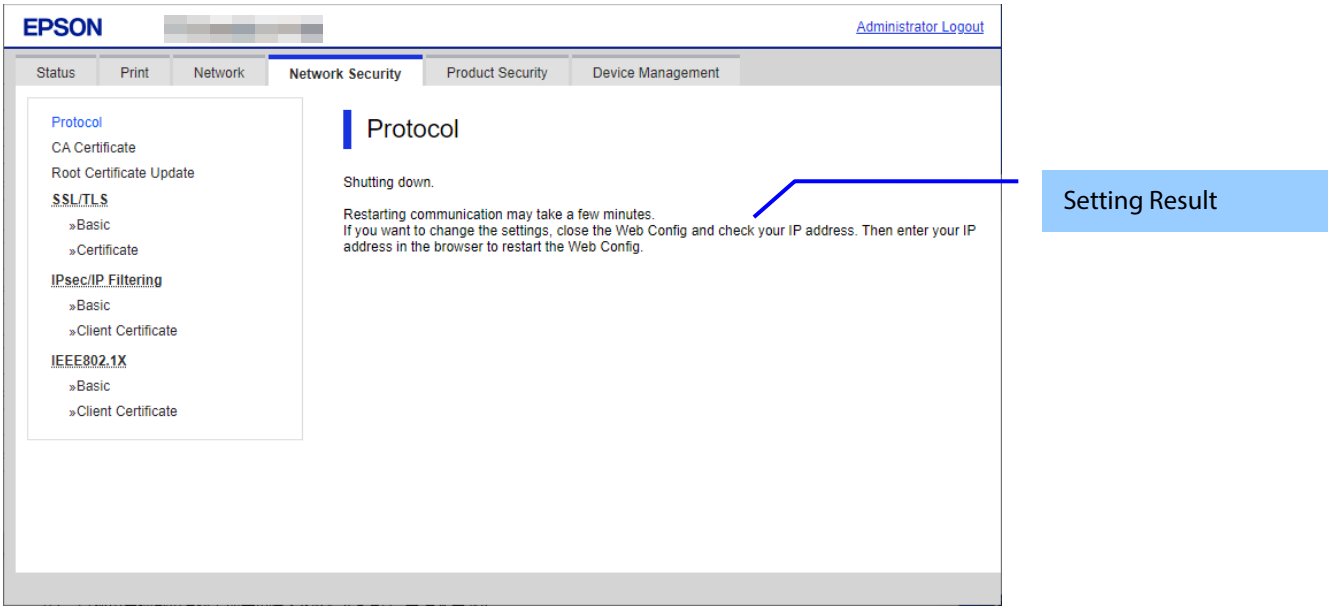 EPSON
Administrator Logout
Status Print Network Network Security Product Security Device Management
Protocol
CA Certificate
Root Certificate Update
SSL/TLS
»Basic
»Certificate
IPsec/IP Filtering
»Basic
»Client Certificate
IEEE802.1X
»Basic
»Client Certificate
Protocol
Shutting down.
Restarting communication may take a few minutes.
If you want to change the settings, close the Web Config and check your IP address. Then enter your IP
address in the browser to restart the Web Config.
Setting Result